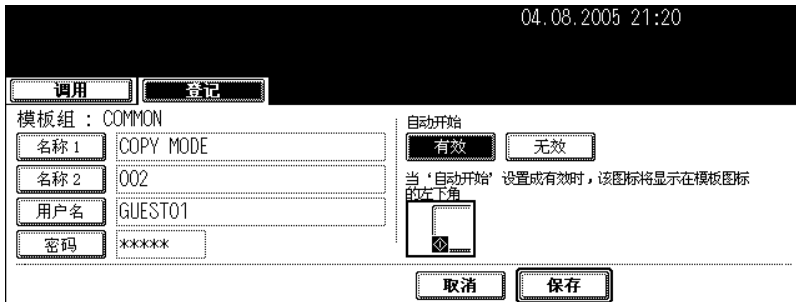 04.08.2005 21:20
调用 登记
模板组 : COMMON
名称 1 COPY MODE
名称 2 002
用户名 GUEST01
密码 *****
自动开始
有效 无效
当‘自动开始’设置成有效时，该图标将显示在模板图标
的左下角
取消 保存